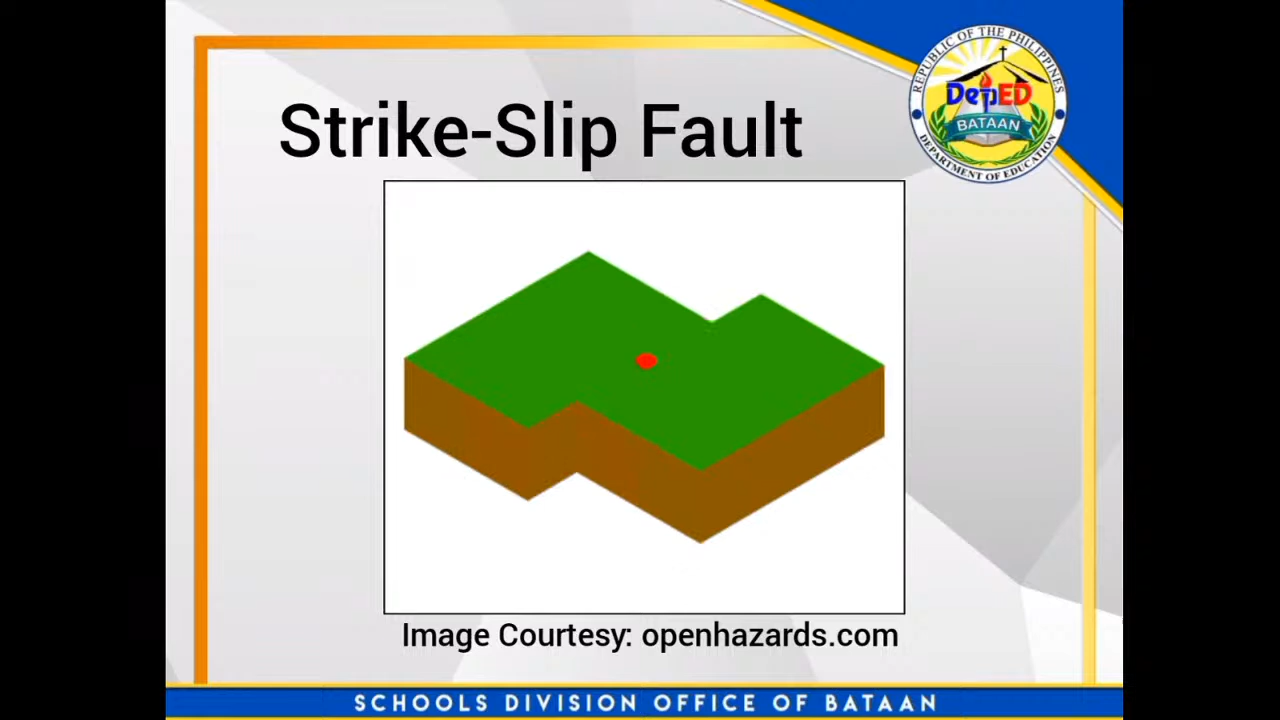 Strike-Slip Fault
REPUBLIC OF THE PHILIPPINES
DepED
BATAAN
DEPARTMENT OF EDUCATION
Image Courtesy: openhazards.com
SCHOOLS DIVISION OFFICE OF BATAAN